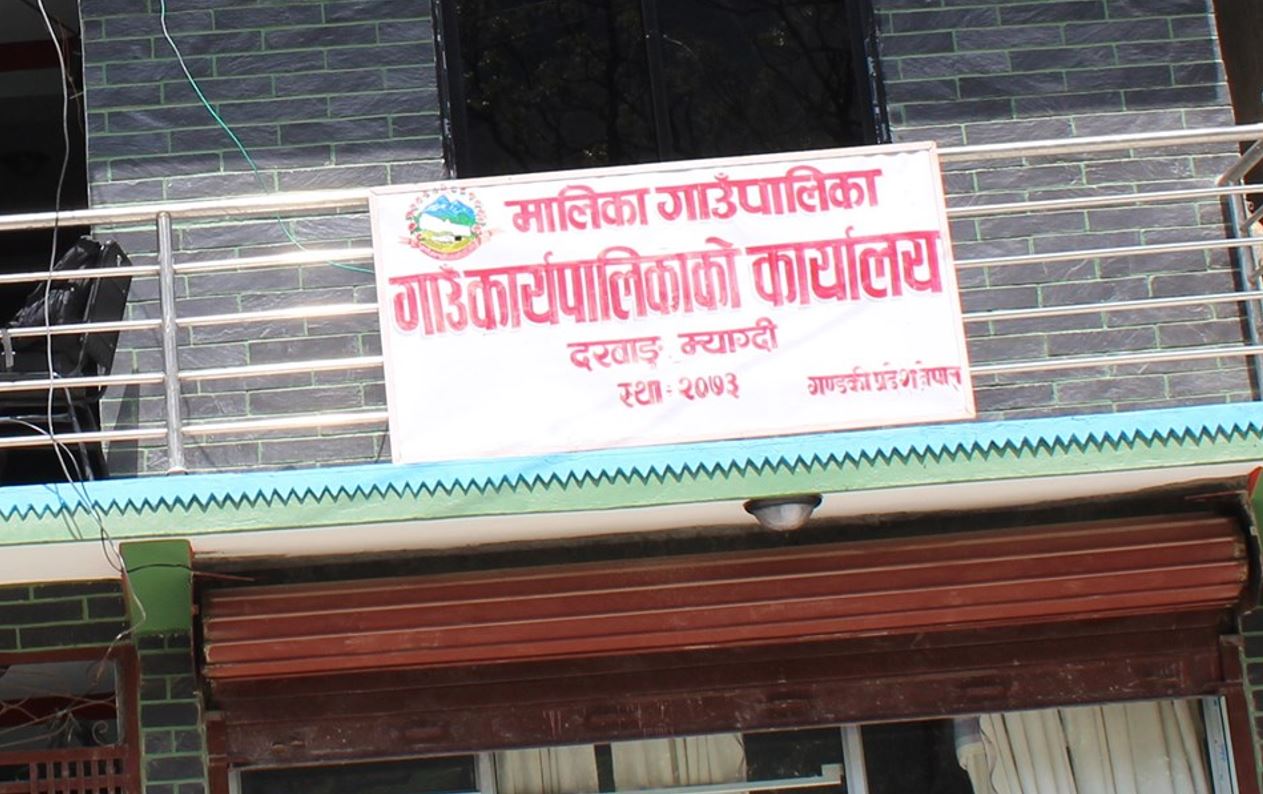 मालिका गाउँपालिका
गाउँकार्यपालिकाको कार्यालय
दरवाङ म्याग्दी
स्था॰ २०७३
गण्डकी प्रदेश नेपाल